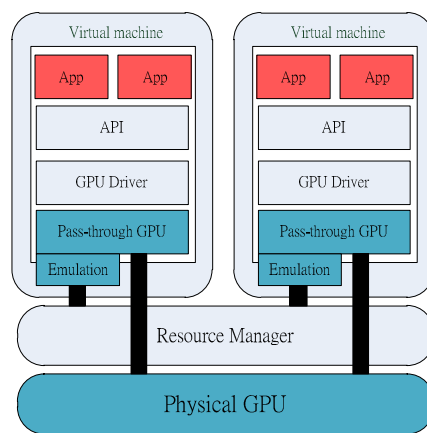 Virtual machine
App App
API
GPU Driver
Pass-through GPU
Emulation
Virtual machine
App App
API
GPU Driver
Pass-through GPU
Emulation
Resource Manager
Physical GPU